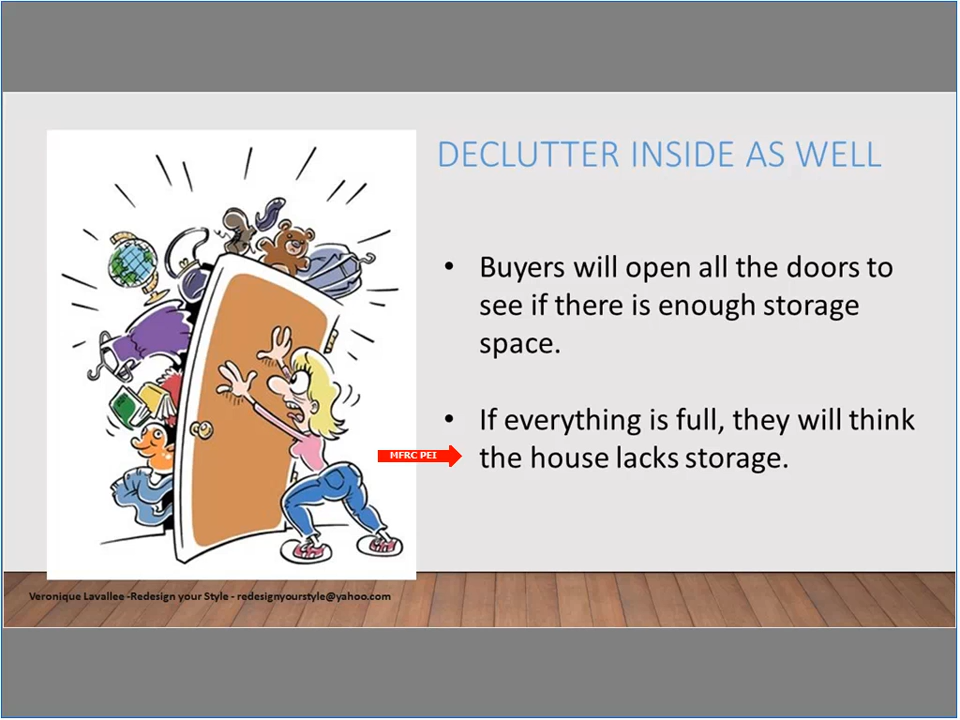 DECLUTTER INSIDE AS WELL
• Buyers will open all the doors to
see if there is enough storage
space.
• If everything is full, they will think
the house lacks storage.
MFRC PEI
Veronique Lavallee -Redesign your Style - redesignyourstyle@yahoo.com